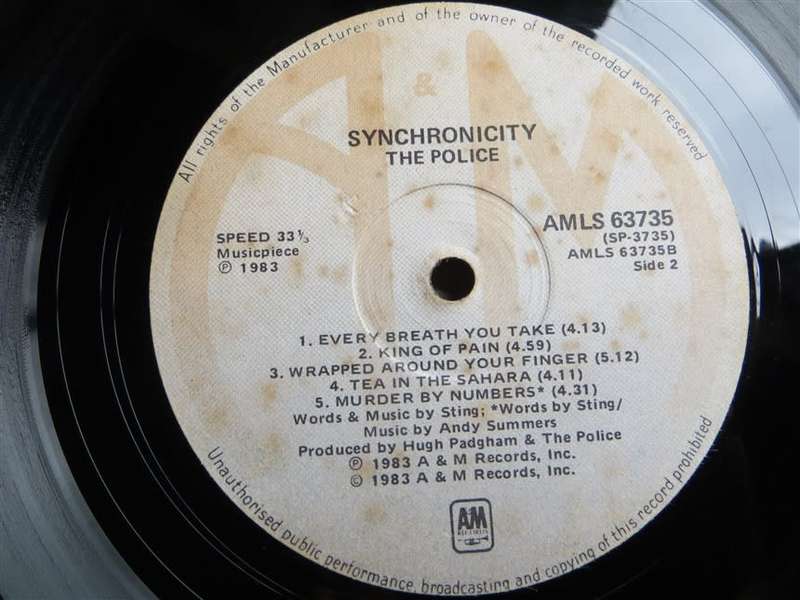 All rights of the Manufacturer and of the owner of the recorded work reserved
A & M
SYNCHRONICITY
THE POLICE
SPEED 33⅓
Musicpiece
Ⓟ 1983
AMLS 63735
(SP-3735)
AMLS 63735B
Side 2
1. EVERY BREATH YOU TAKE (4.13)
2. KING OF PAIN (4.59)
3. WRAPPED AROUND YOUR FINGER (5.12)
4. TEA IN THE SAHARA (4.11)
5. MURDER BY NUMBERS* (4.31)
Words & Music by Sting; *Words by Sting/
Music by Andy Summers
Produced by Hugh Padgham & The Police
Ⓟ 1983 A & M Records, Inc.
© 1983 A & M Records, Inc.
A&M
RECORDS
Unauthorised public performance, broadcasting and copying of this record prohibited